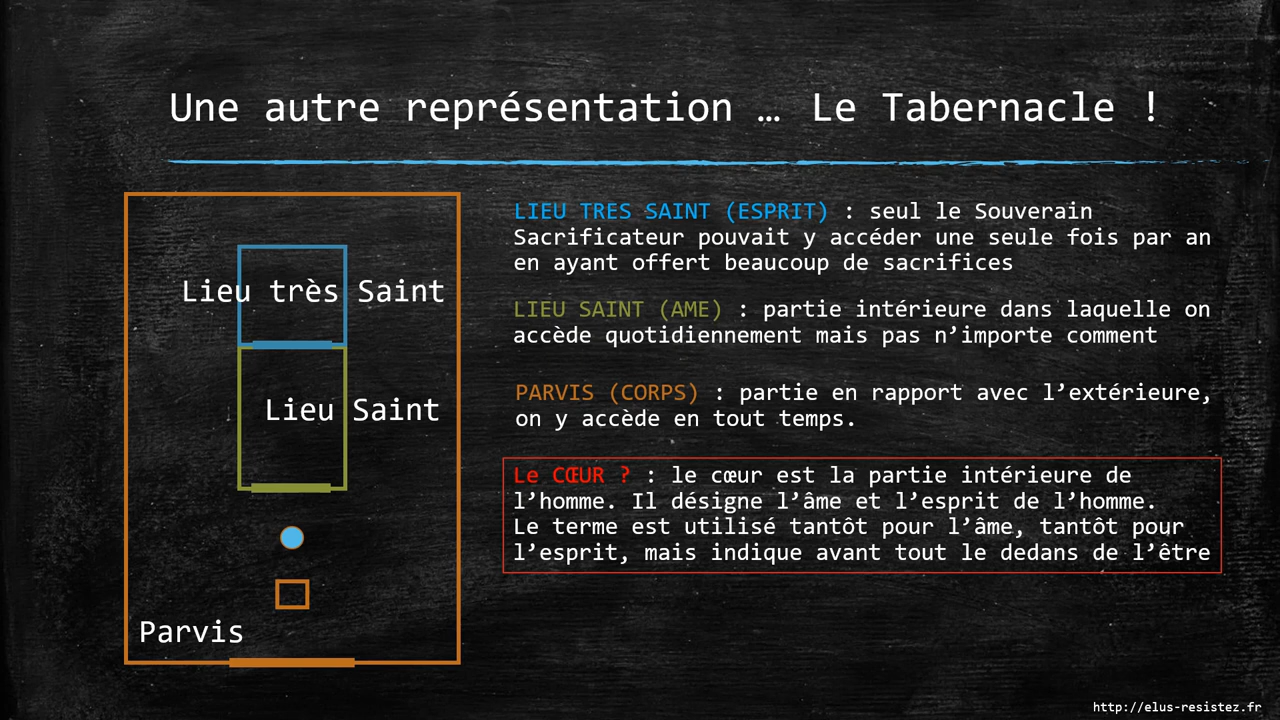 Une autre représentation … Le Tabernacle !
Lieu très Saint
Lieu Saint
Parvis
LIEU TRES SAINT (ESPRIT) : seul le Souverain
Sacrificateur pouvait y accéder une seule fois par an
en ayant offert beaucoup de sacrifices
LIEU SAINT (AME) : partie intérieure dans laquelle on
accède quotidiennement mais pas n’importe comment
PARVIS (CORPS) : partie en rapport avec l’extérieure,
on y accède en tout temps.
Le CŒUR ? : le cœur est la partie intérieure de
l’homme. Il désigne l’âme et l’esprit de l’homme.
Le terme est utilisé tantôt pour l’âme, tantôt pour
l’esprit, mais indique avant tout le dedans de l’être
http://elus-resistez.fr